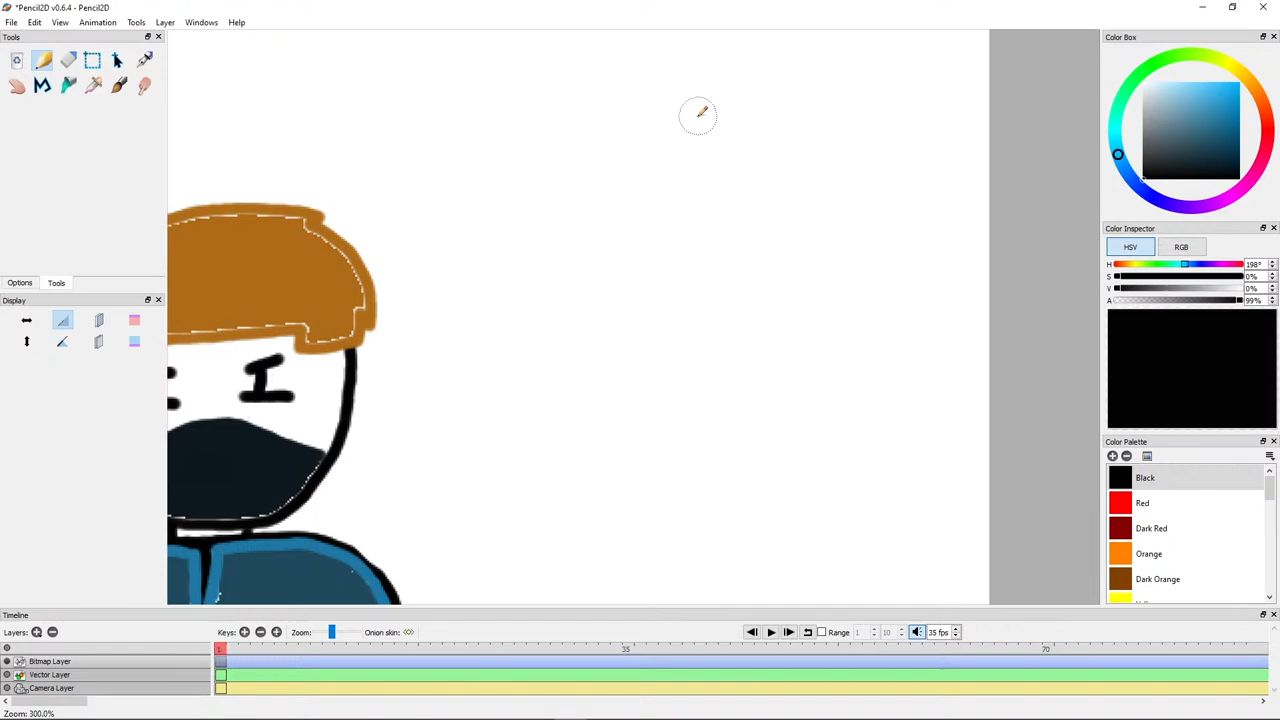 *Pencil2D v0.6.4 - Pencil2D
File Edit View Animation Tools Layer Windows Help
Tools
Options Tools
Display
Color Box
Color Inspector
HSV RGB
H 198°
S 0%
V 0%
A 99%
Color Palette
Black
Red
Dark Red
Orange
Dark Orange
Timeline
Layers: Keys: Zoom: Onion skin: Range 1 10 35 fps
1 35 70
Bitmap Layer
Vector Layer
Camera Layer
Zoom: 300.0%